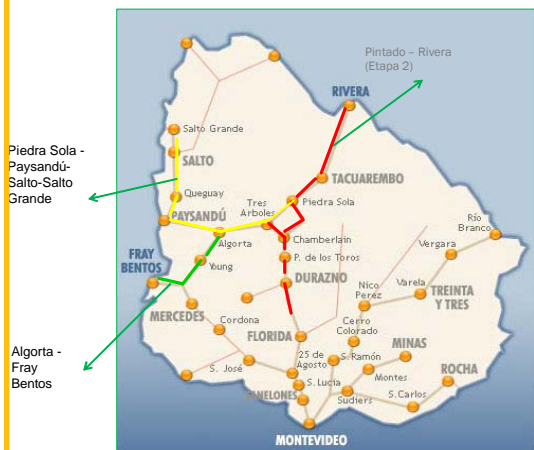 Pintado – Rivera
(Etapa 2)
RIVERA
Piedra Sola -
Paysandú-
Salto-Salto
Grande
Salto Grande
SALTO
TACUAREMBO
Queguay
Tres
Arboles
Piedra Sola
PAYSANDÚ
Río
Branco
Algorta
Chamberlain
Vergara
FRAY
BENTOS
Young
P. de los Toros
DURAZNO
Nico
Perez
Varela
TREINTA
Y TRES
MERCEDES
Cordona
Cerro
Colorado
Algorta -
Fray
Bentos
FLORIDA
MINAS
25 de
Agosto
S. Ramón
ROCHA
S. José
S. Lucia
Montes
S.Carlos
CANELONES
Sudiers
MONTEVIDEO